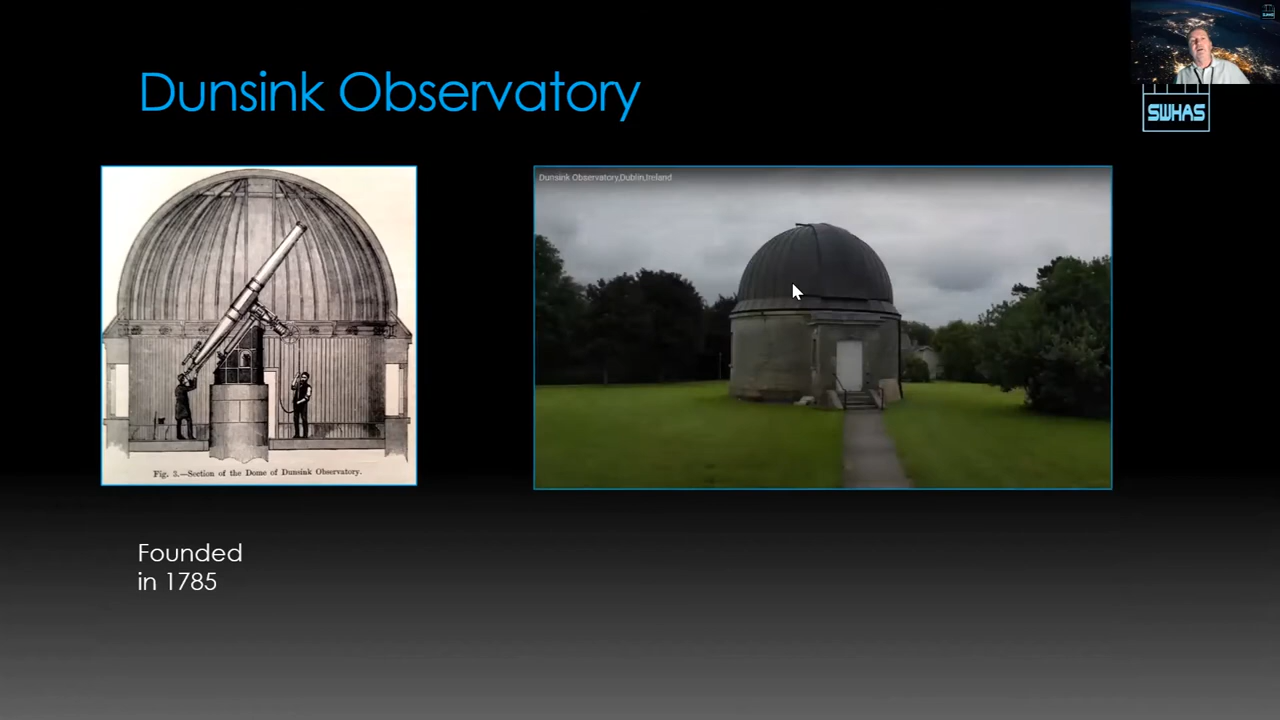 Dunsink Observatory
SWHAS
Dunsink Observatory,Dublin,Ireland
Fig. 3.—Section of the Dome of Dunsink Observatory.
Founded
in 1785